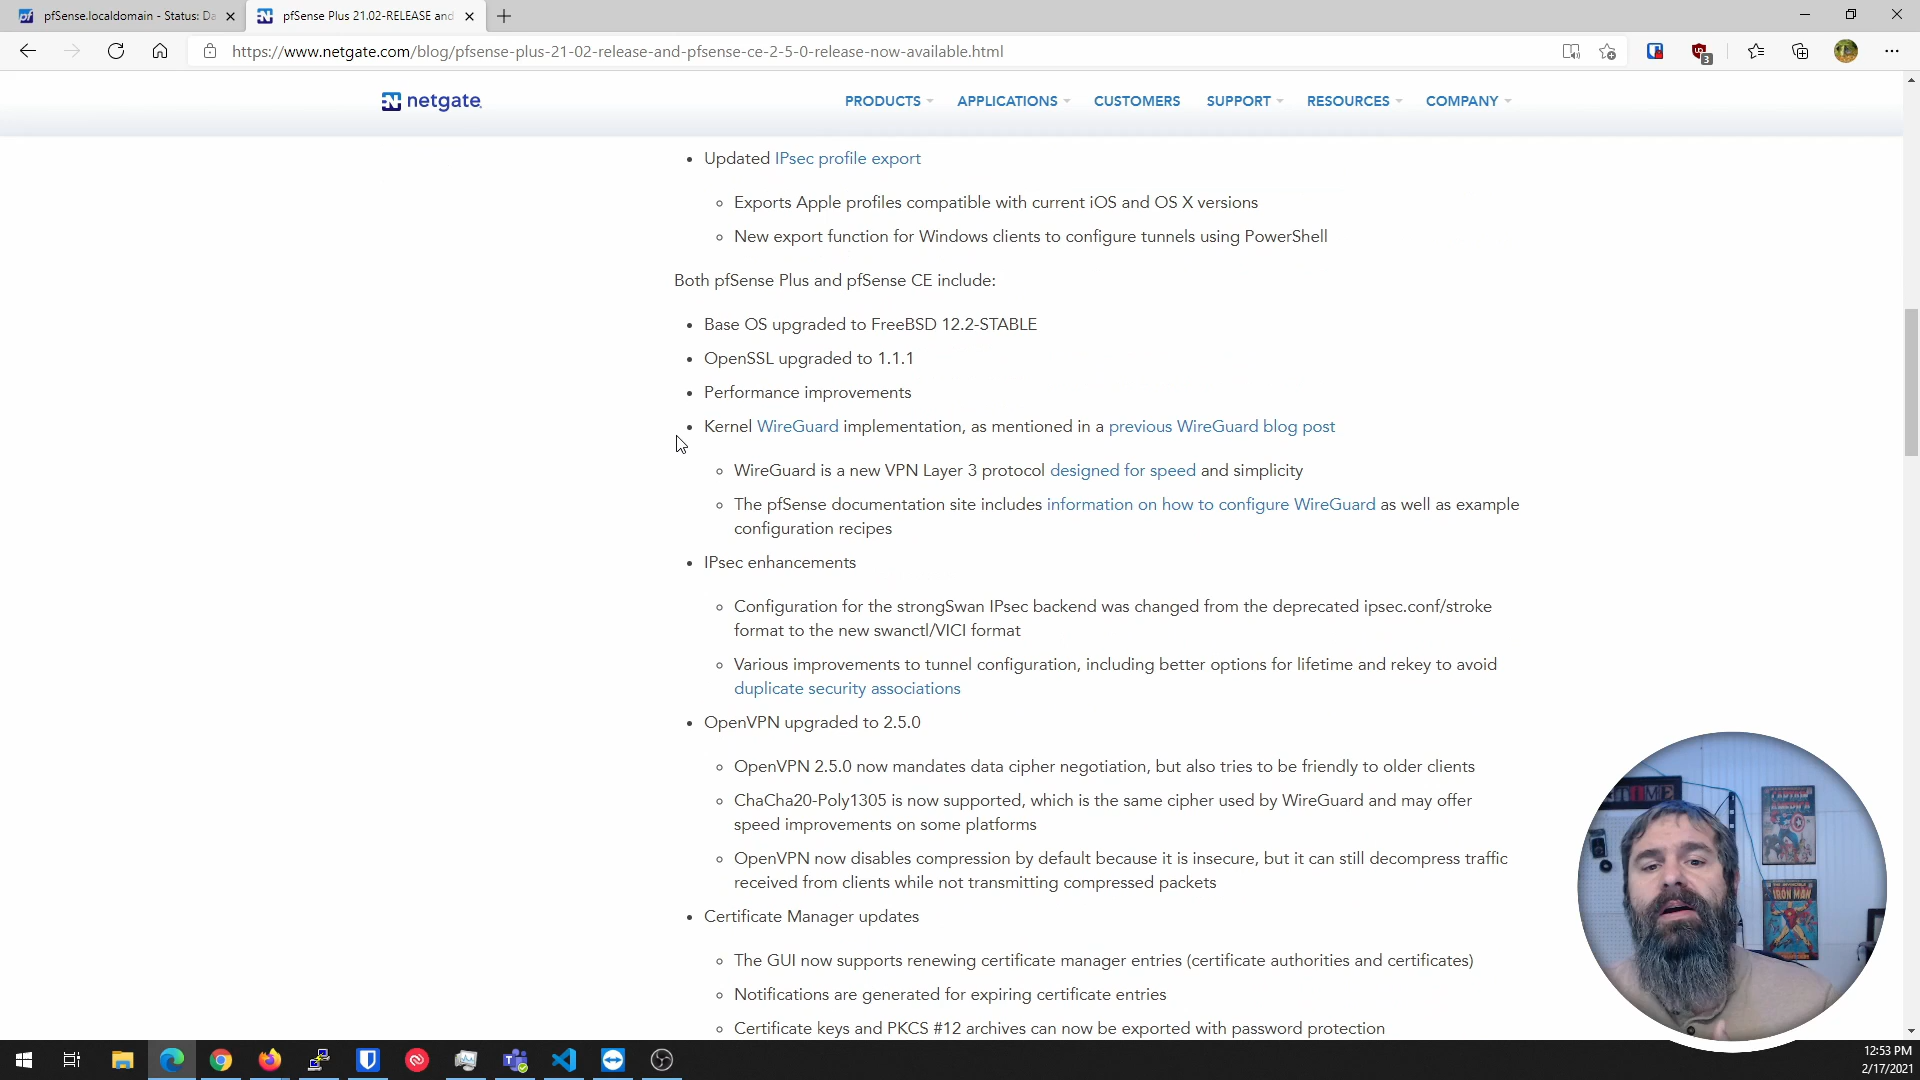 pfSense.localdomain - Status: Da
pfSense Plus 21.02-RELEASE and
https://www.netgate.com/blog/pfsense-plus-21-02-release-and-pfsense-ce-2-5-0-release-now-available.html
3
netgate
PRODUCTS
APPLICATIONS
CUSTOMERS
SUPPORT
RESOURCES
COMPANY
Updated IPsec profile export
Exports Apple profiles compatible with current iOS and OS X versions
New export function for Windows clients to configure tunnels using PowerShell
Both pfSense Plus and pfSense CE include:
Base OS upgraded to FreeBSD 12.2-STABLE
OpenSSL upgraded to 1.1.1
Performance improvements
Kernel WireGuard implementation, as mentioned in a previous WireGuard blog post
WireGuard is a new VPN Layer 3 protocol designed for speed and simplicity
The pfSense documentation site includes information on how to configure WireGuard as well as example
configuration recipes
IPsec enhancements
Configuration for the strongSwan IPsec backend was changed from the deprecated ipsec.conf/stroke
format to the new swanctl/VICI format
Various improvements to tunnel configuration, including better options for lifetime and rekey to avoid
duplicate security associations
OpenVPN upgraded to 2.5.0
OpenVPN 2.5.0 now mandates data cipher negotiation, but also tries to be friendly to older clients
ChaCha20-Poly1305 is now supported, which is the same cipher used by WireGuard and may offer
speed improvements on some platforms
OpenVPN now disables compression by default because it is insecure, but it can still decompress traffic
received from clients while not transmitting compressed packets
Certificate Manager updates
The GUI now supports renewing certificate manager entries (certificate authorities and certificates)
Notifications are generated for expiring certificate entries
Certificate keys and PKCS #12 archives can now be exported with password protection
CAPTAIN
AMERICA
IRON MAN
12:53 PM
2/17/2021